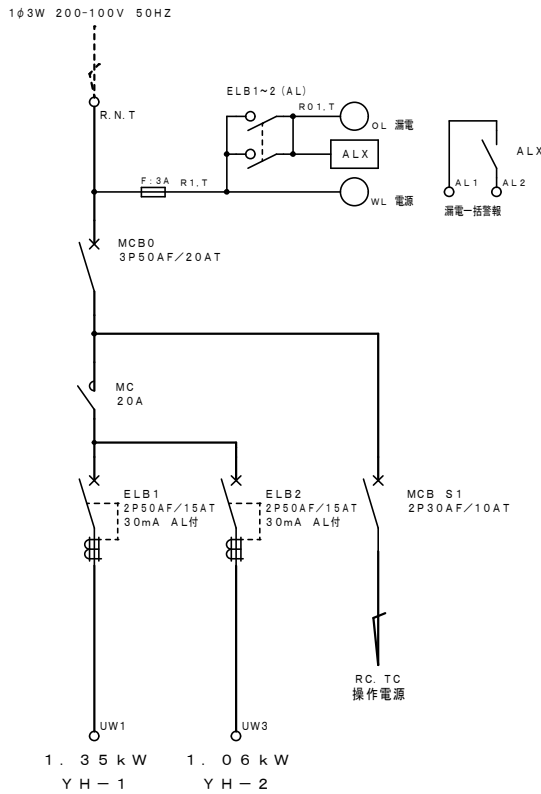 1φ3W 200-100V 50HZ
R.N.T
ELB1~2(AL)
R01.T
OL 漏電
ALX
F:3A
R1.T
WL 電源
ALX
AL1
AL2
漏電一括警報
MCB0
3P50AF/20AT
MC
20A
ELB1
2P50AF/15AT
30mA AL付
ELB2
2P50AF/15AT
30mA AL付
MCB S1
2P30AF/10AT
RC. TC
操作電源
UW1
UW3
1. 35kW
YH-1
1. 06kW
YH-2